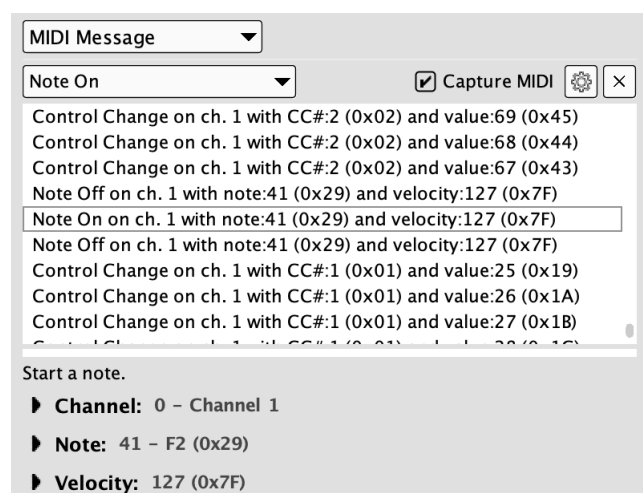 MIDI Message
Note On Capture MIDI
Control Change on ch. 1 with CC#:2 (0x02) and value:69 (0x45)
Control Change on ch. 1 with CC#:2 (0x02) and value:68 (0x44)
Control Change on ch. 1 with CC#:2 (0x02) and value:67 (0x43)
Note Off on ch. 1 with note:41 (0x29) and velocity:127 (0x7F)
Note On on ch. 1 with note:41 (0x29) and velocity:127 (0x7F)
Note Off on ch. 1 with note:41 (0x29) and velocity:127 (0x7F)
Control Change on ch. 1 with CC#:1 (0x01) and value:25 (0x19)
Control Change on ch. 1 with CC#:1 (0x01) and value:26 (0x1A)
Control Change on ch. 1 with CC#:1 (0x01) and value:27 (0x1B)
Start a note.
Channel: 0 – Channel 1
Note: 41 – F2 (0x29)
Velocity: 127 (0x7F)